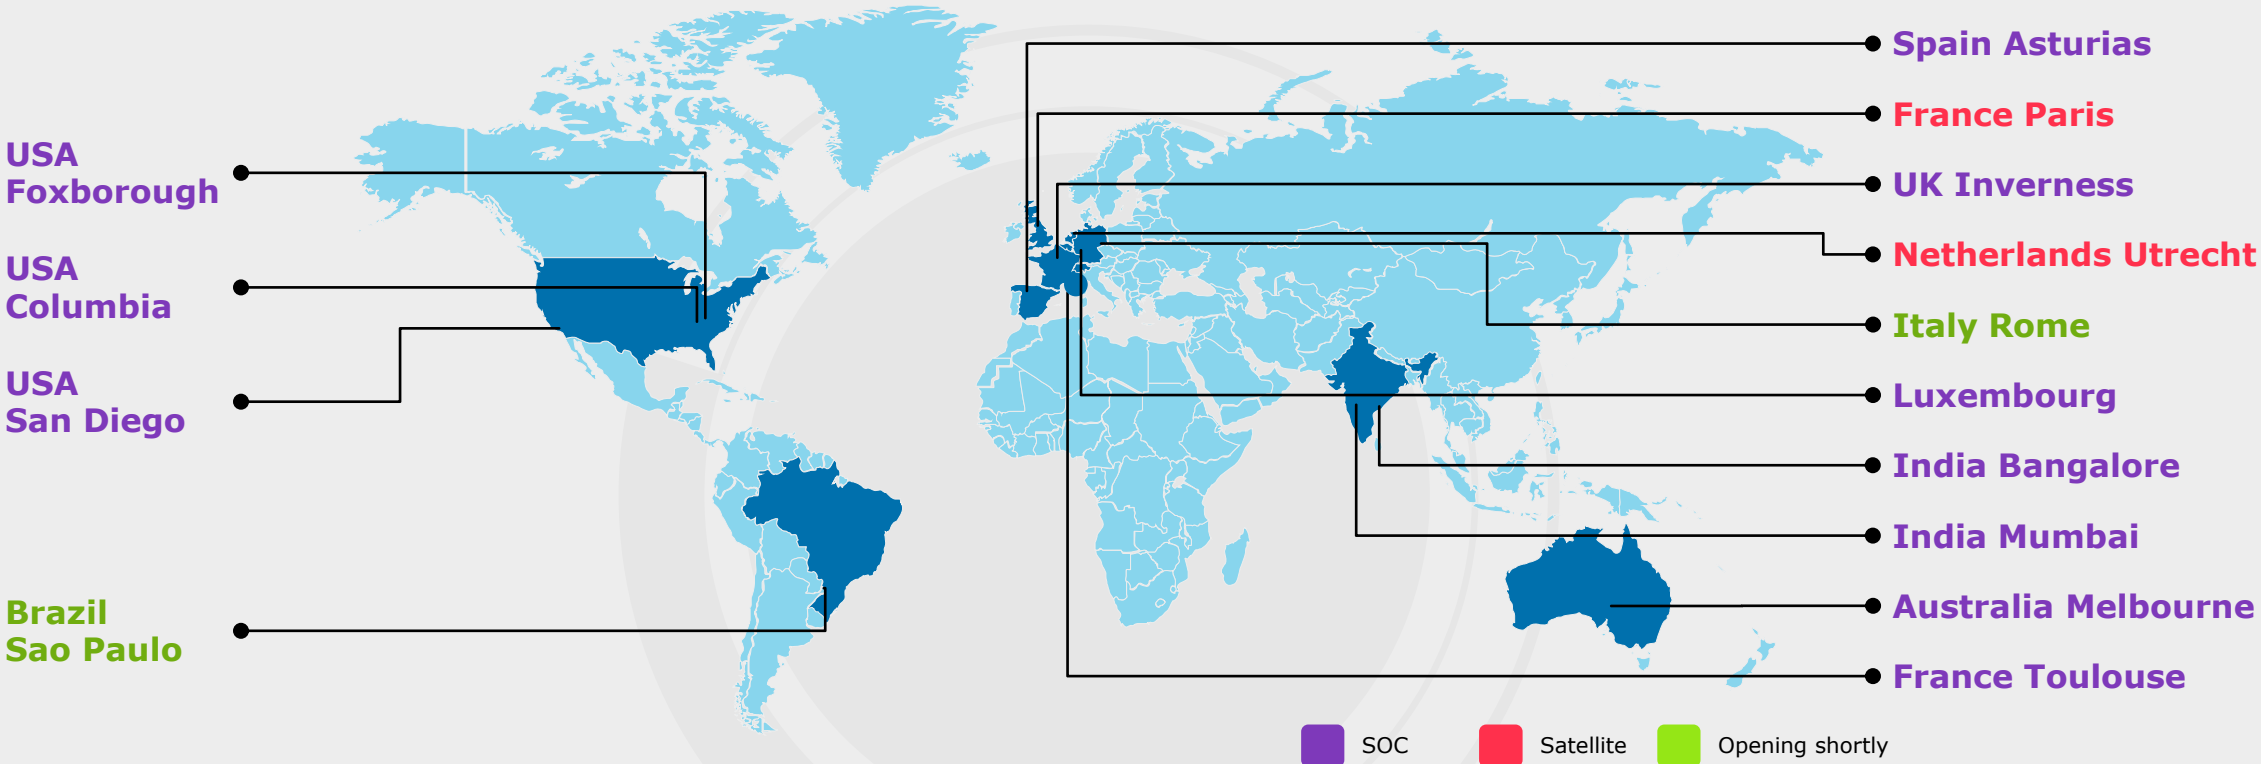 USA
Foxborough
USA
Columbia
USA
San Diego
Brazil
Sao Paulo
Spain Asturias
France Paris
UK Inverness
Netherlands Utrecht
Italy Rome
Luxembourg
India Bangalore
India Mumbai
Australia Melbourne
France Toulouse
SOC
Satellite
Opening shortly